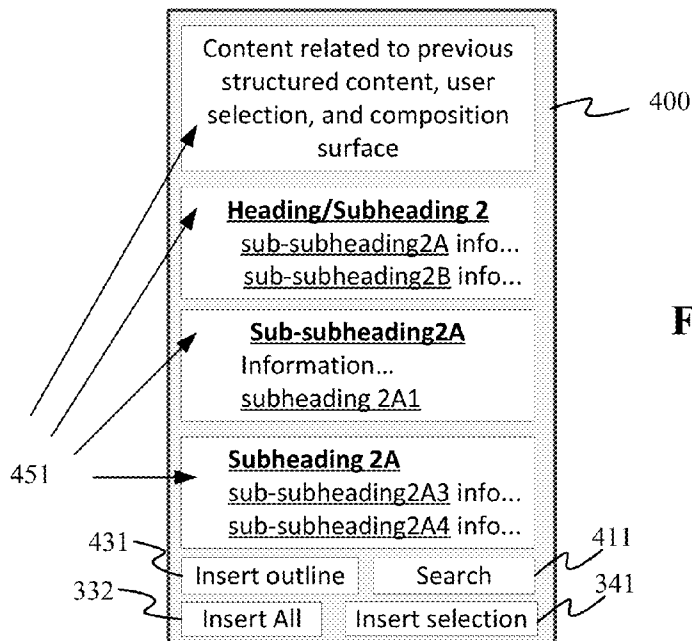 Content related to previous
structured content, user
selection, and composition
surface
400
Heading/Subheading 2
sub-subheading2A info...
sub-subheading2B info...
F
Sub-subheading2A
Information...
subheading 2A1
451
Subheading 2A
sub-subheading2A3 info...
sub-subheading2A4 info...
431
Insert outline
Search
411
332
Insert All
Insert selection
341